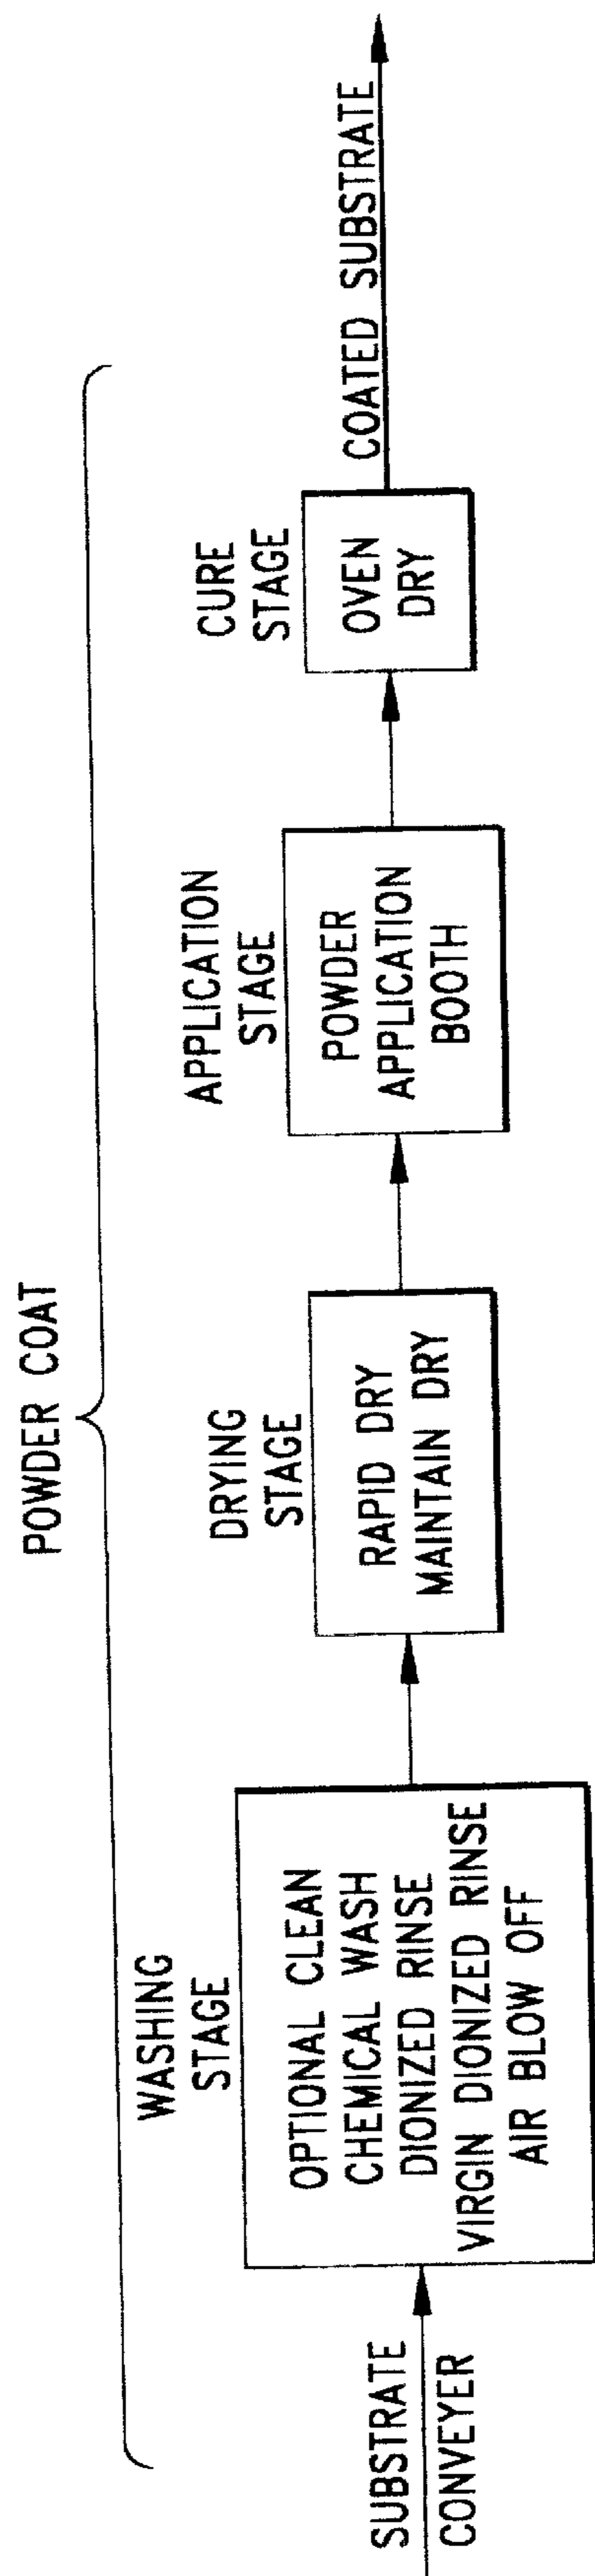 POWDER COAT
SUBSTRATE
CONVEYER
WASHING
STAGE
OPTIONAL CLEAN
CHEMICAL WASH
DIONIZED RINSE
VIRGIN DIONIZED RINSE
AIR BLOW OFF
DRYING
STAGE
RAPID DRY
MAINTAIN DRY
APPLICATION
STAGE
POWDER
APPLICATION
BOOTH
CURE
STAGE
OVEN
DRY
COATED SUBSTRATE